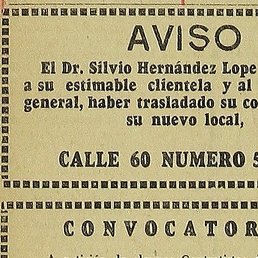 AVISO
El Dr. Silvio Hernández Lope
a su estimable clientela y al
general, haber trasladado su co
su nuevo local,
CALLE 60 NUMERO 5
CONVOCATOR